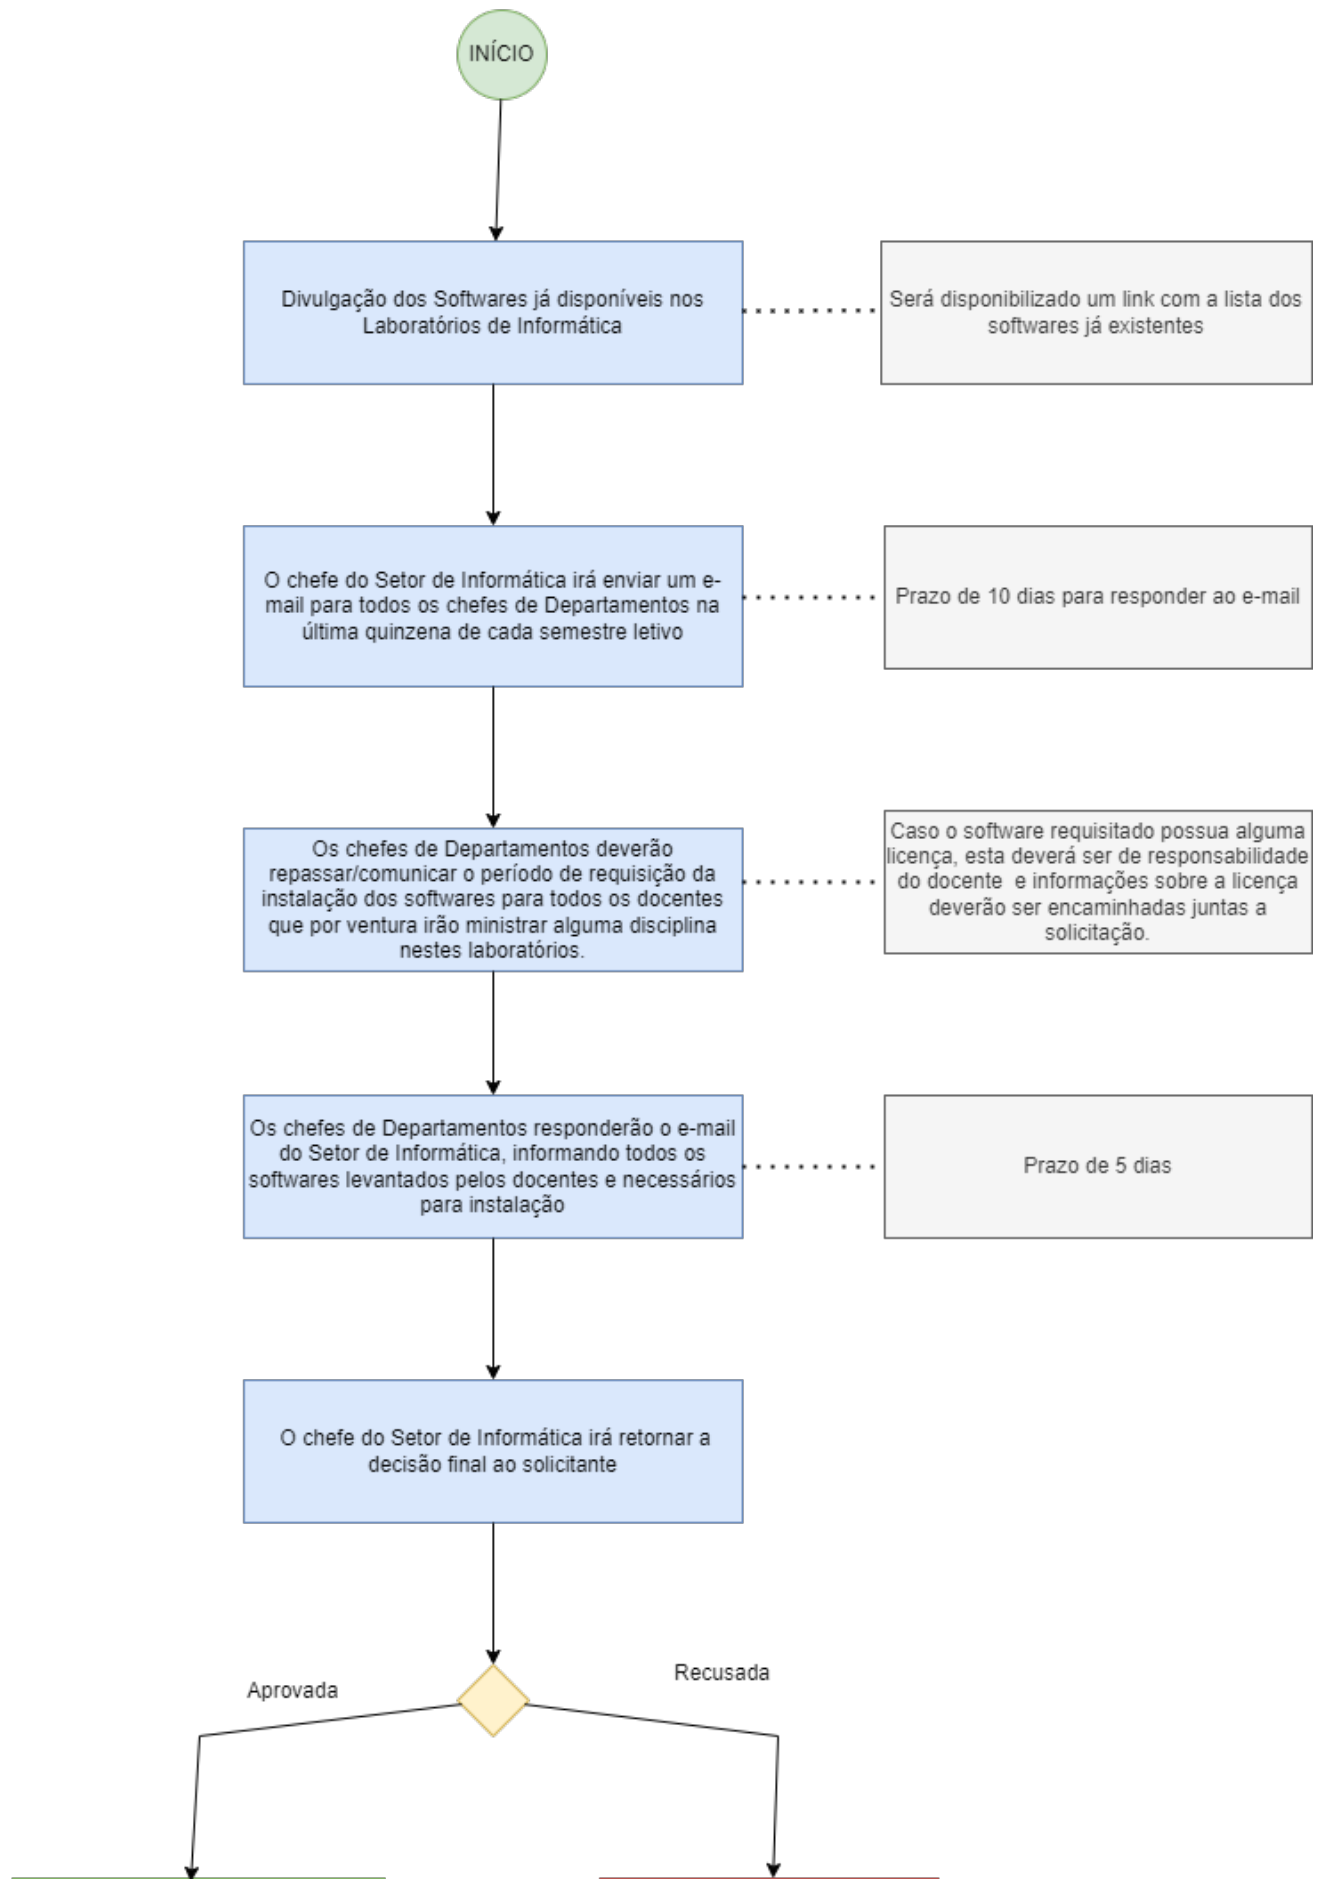 INÍCIO
Divulgação dos Softwares já disponíveis nos
Laboratórios de Informática
Será disponibilizado um link com a lista dos
softwares já existentes
O chefe do Setor de Informática irá enviar um e-
mail para todos os chefes de Departamentos na
última quinzena de cada semestre letivo
Prazo de 10 dias para responder ao e-mail
Os chefes de Departamentos deverão
repassar/comunicar o período de requisição da
instalação dos softwares para todos os docentes
que por ventura irão ministrar alguma disciplina
nestes laboratórios.
Caso o software requisitado possua alguma
licença, esta deverá ser de responsabilidade
do docente  e informações sobre a licença
deverão ser encaminhadas juntas a
solicitação.
Os chefes de Departamentos responderão o e-mail
do Setor de Informática, informando todos os
softwares levantados pelos docentes e necessários
para instalação
Prazo de 5 dias
O chefe do Setor de Informática irá retornar a
decisão final ao solicitante
Aprovada
Recusada